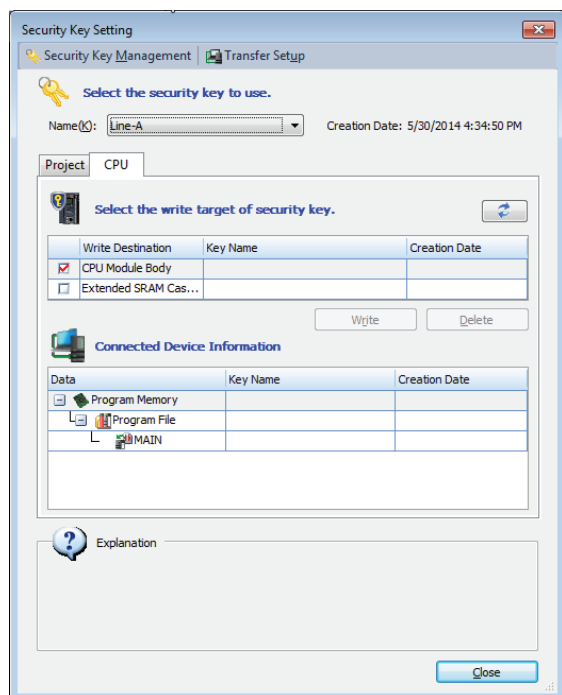 Security Key Setting
Security Key Management Transfer Setup
Select the security key to use.
Name(K): Line-A Creation Date: 5/30/2014 4:34:50 PM
Project CPU
Select the write target of security key.
Write Destination Key Name Creation Date
CPU Module Body
Extended SRAM Cas...
Write Delete
Connected Device Information
Data Key Name Creation Date
Program Memory
Program File
MAIN
Explanation
Close